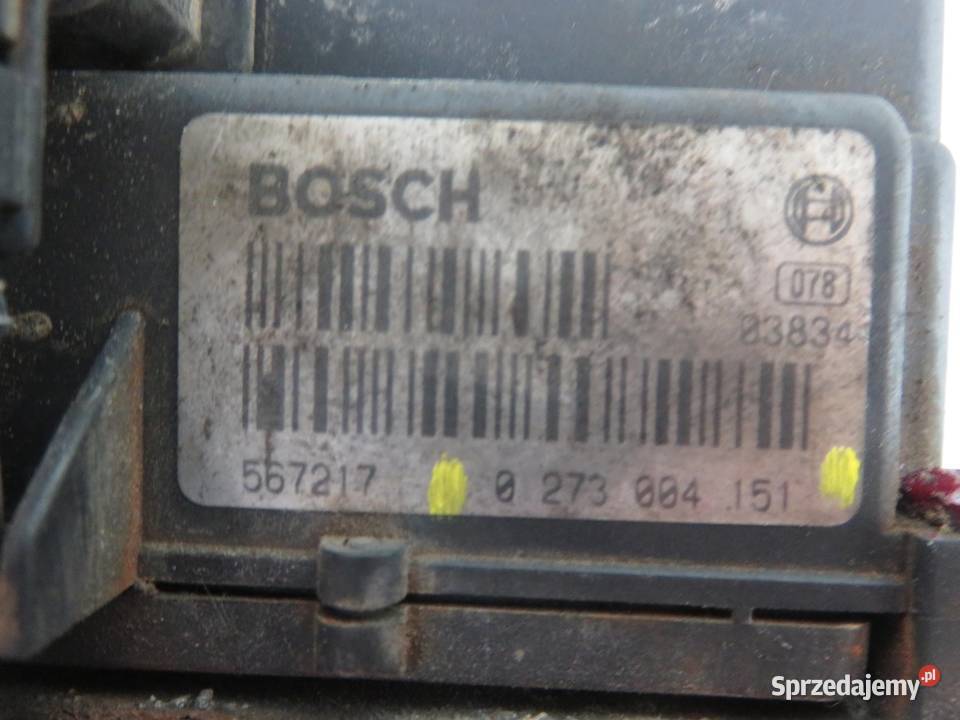 BOSCH
078
03834
567217 0 273 004 151
Sprzedajemy.pl